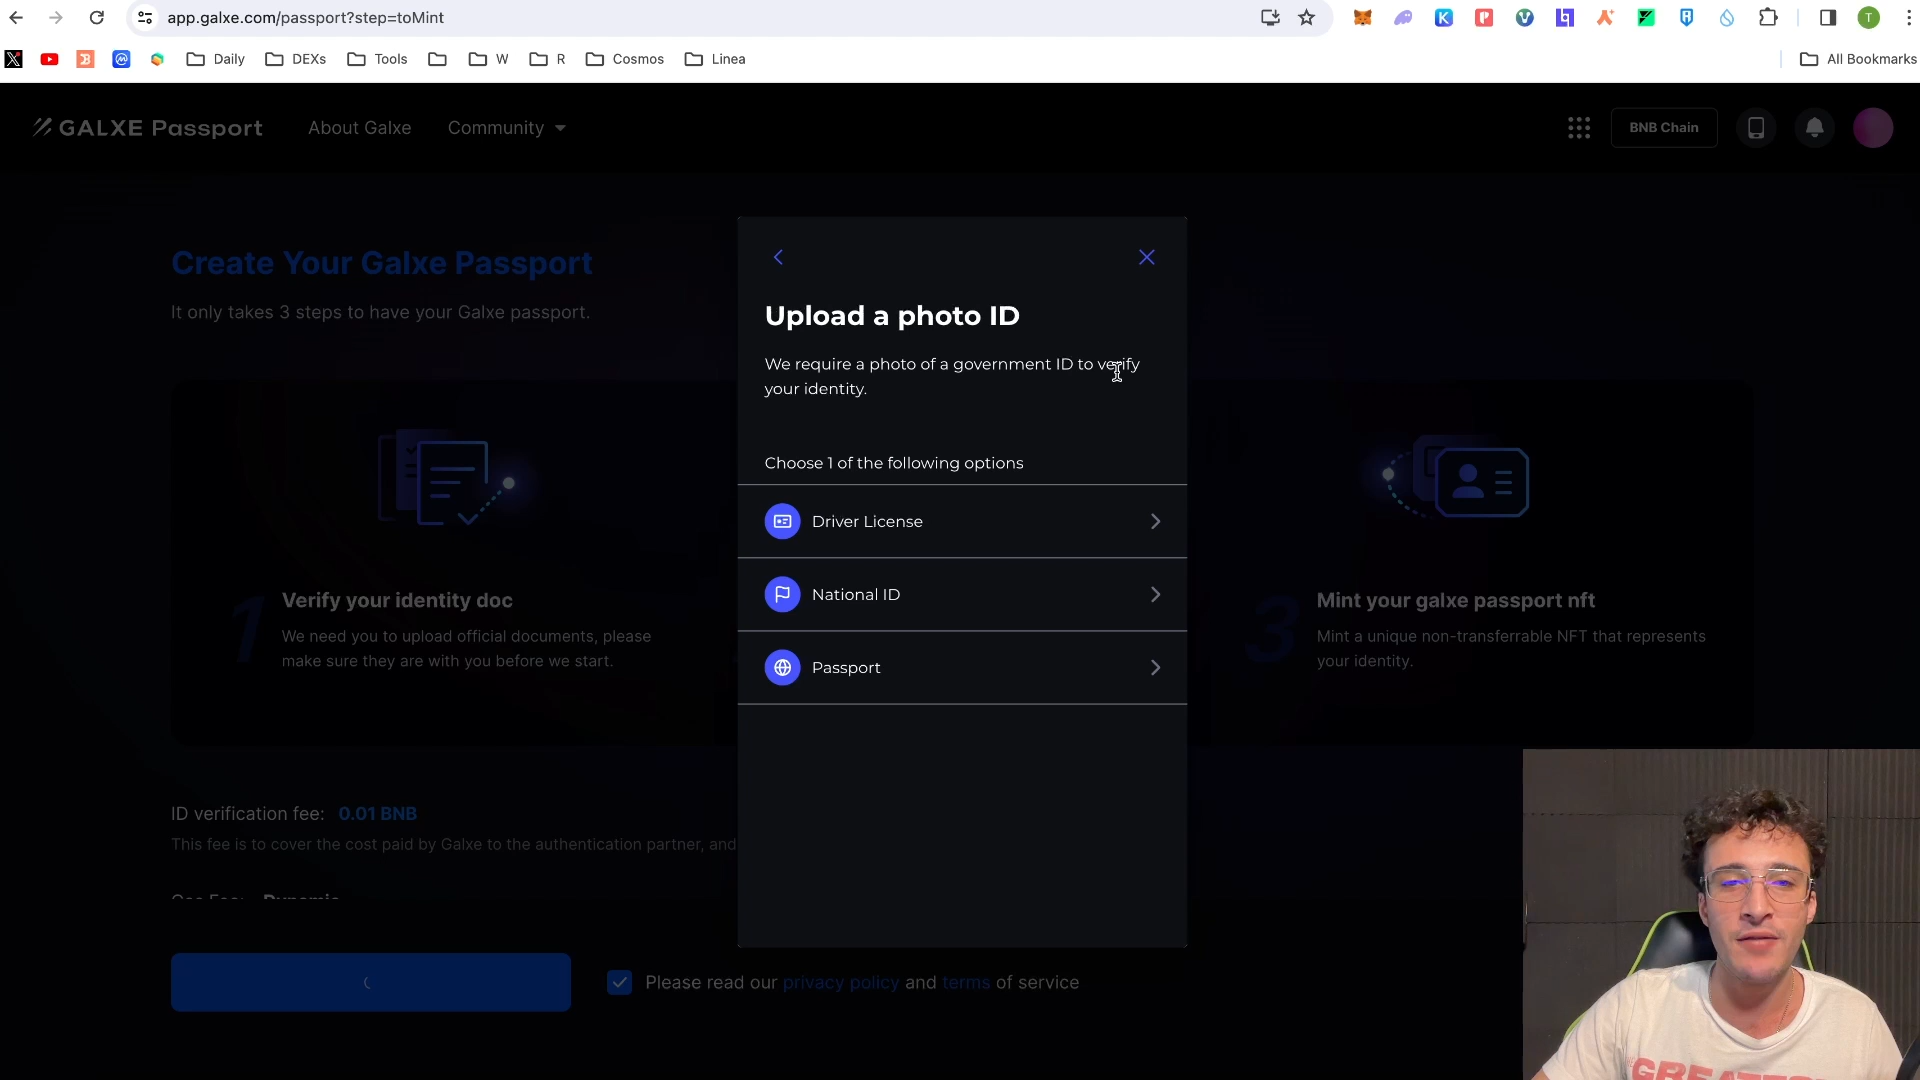 app.galxe.com/passport?step=toMint
T
Daily
DEXs
Tools
W
R
Cosmos
Linea
All Bookmarks
GALXE Passport
About Galxe
Community
BNB Chain
Create Your Galxe Passport
It only takes 3 steps to have your Galxe passport.
Upload a photo ID
We require a photo of a government ID to verify
your identity.
Choose 1 of the following options
Driver License
National ID
Passport
1
Verify your identity doc
We need you to upload official documents, please
make sure they are with you before we start.
3
Mint your galxe passport nft
Mint a unique non-transferrable NFT that represents
your identity.
ID verification fee: 0.01 BNB
This fee is to cover the cost paid by Galxe to the authentication partner, and
Gas Fee: Dynamic
Please read our privacy policy and terms of service
GREATEST